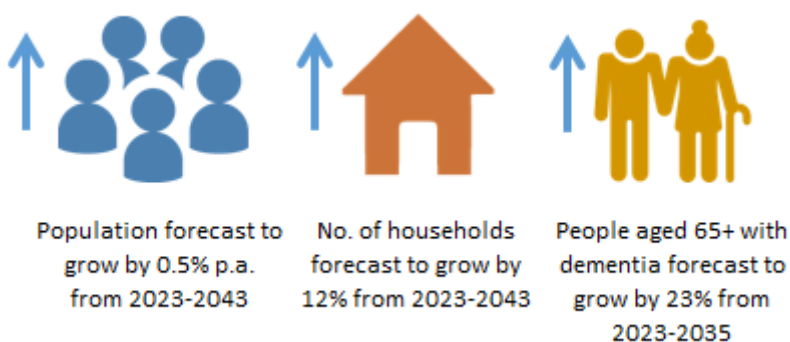 Population forecast to
grow by 0.5% p.a.
from 2023-2043
No. of households
forecast to grow by
12% from 2023-2043
People aged 65+ with
dementia forecast to
grow by 23% from
2023-2035